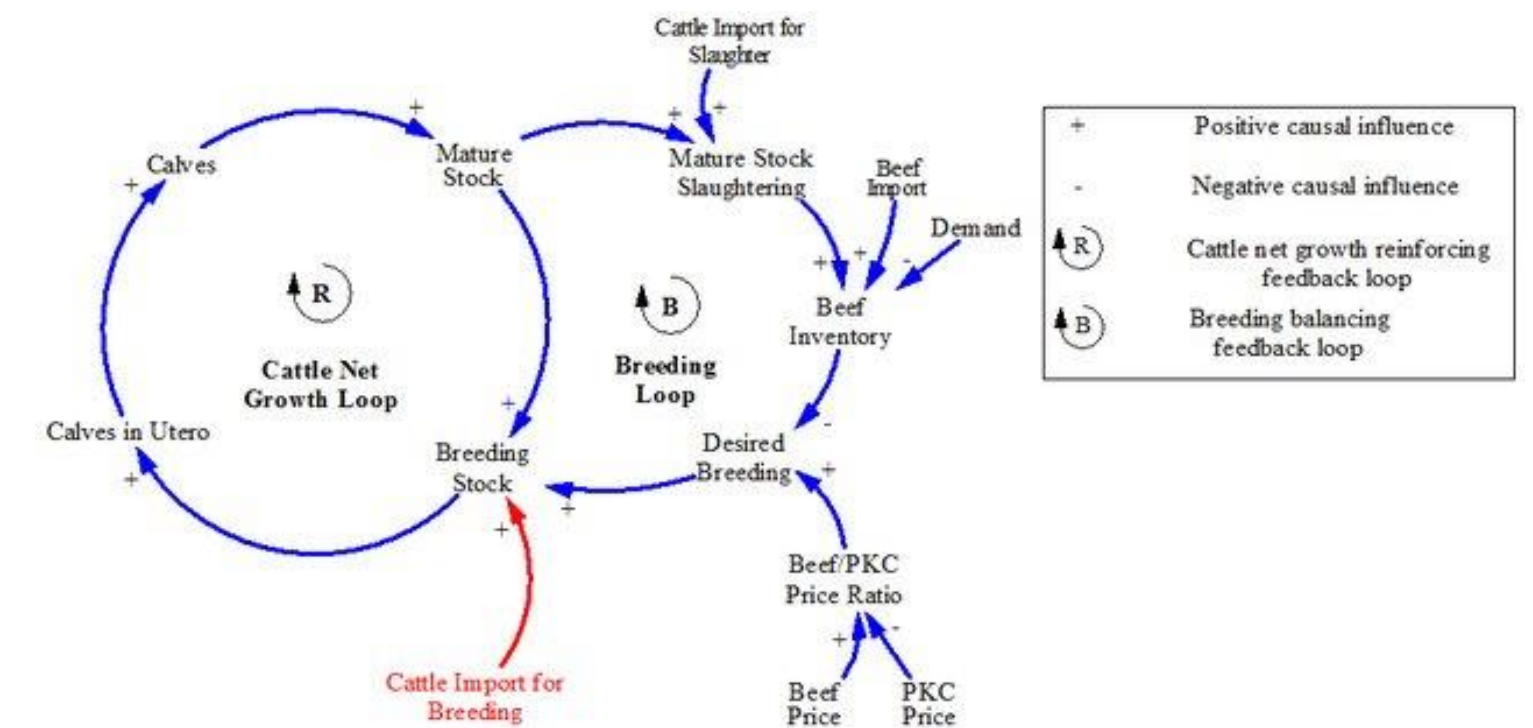 Cattle Import for
Slaughter
+
+
+
Calves
+
Mature
Stock
Mature Stock
Slaughtering
Beef
Import
Demand
+
+
-
R
Cattle Net
Growth Loop
B
Breeding
Loop
Beef
Inventory
+
-
Calves in Utero
+
Breeding
Stock
Desired
Breeding
+
+
+
Beef/PKC
Price Ratio
+
-
Cattle Import for
Breeding
Beef
Price
PKC
Price
+
Positive causal influence
-
Negative causal influence
R
Cattle net growth reinforcing
feedback loop
B
Breeding balancing
feedback loop